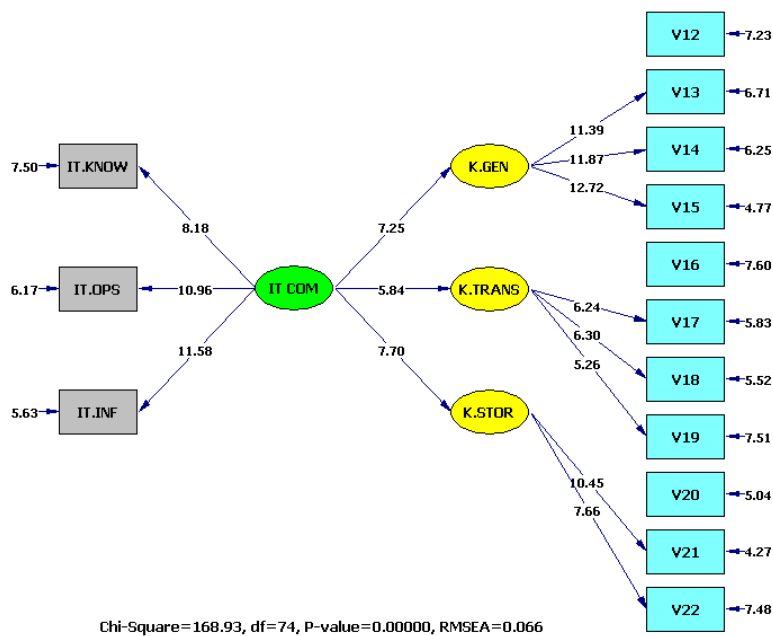 V12
7.23
V13
6.71
11.39
7.50
IT.KNOW
K.GEN
11.87
V14
6.25
12.72
V15
4.77
8.18
7.25
V16
7.60
6.17
IT.OPS
10.96
IT COM
5.84
K.TRANS
6.24
V17
5.83
6.30
11.58
7.70
5.26
V18
5.52
5.63
IT.INF
K.STOR
V19
7.51
10.45
V20
5.04
7.66
V21
4.27
V22
7.48
Chi-Square=168.93, df=74, P-value=0.00000, RMSEA=0.066